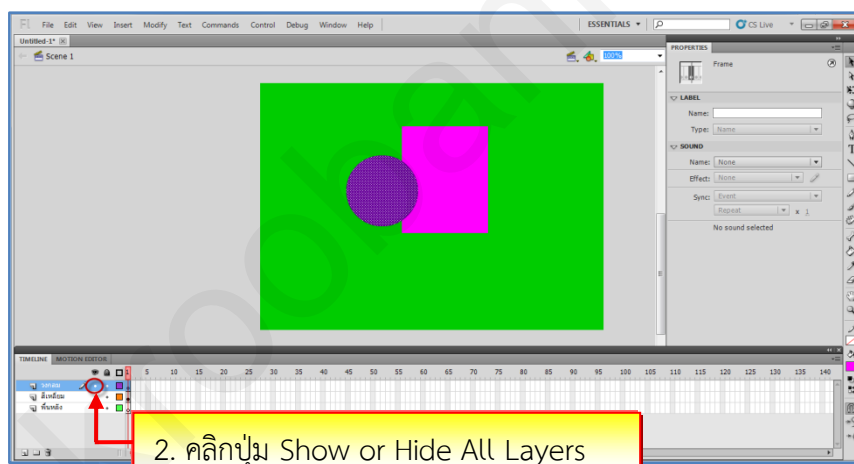 FL File Edit View Insert Modify Text Commands Control Debug Window Help ESSENTIALS CS Live
Untitled-1*
Scene 1 100%
PROPERTIES
Frame
LABEL
Name:
Type: Name
SOUND
Name: None
Effect: None
Sync: Event
Repeat x 1
No sound selected
TIMELINE MOTION EDITOR
1 5 10 15 20 25 30 35 40 45 50 55 60 65 70 75 80 85 90 95 100 105 110 115 120 125 130 135 140
วงกลม
สี่เหลี่ยม
พื้นหลัง
2. คลิกปุ่ม Show or Hide All Layers